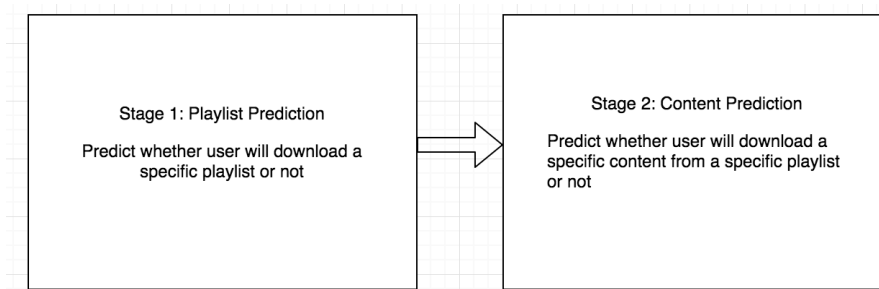 Stage 1: Playlist Prediction
Predict whether user will download a
specific playlist or not
Stage 2: Content Prediction
Predict whether user will download a
specific content from a specific playlist
or not